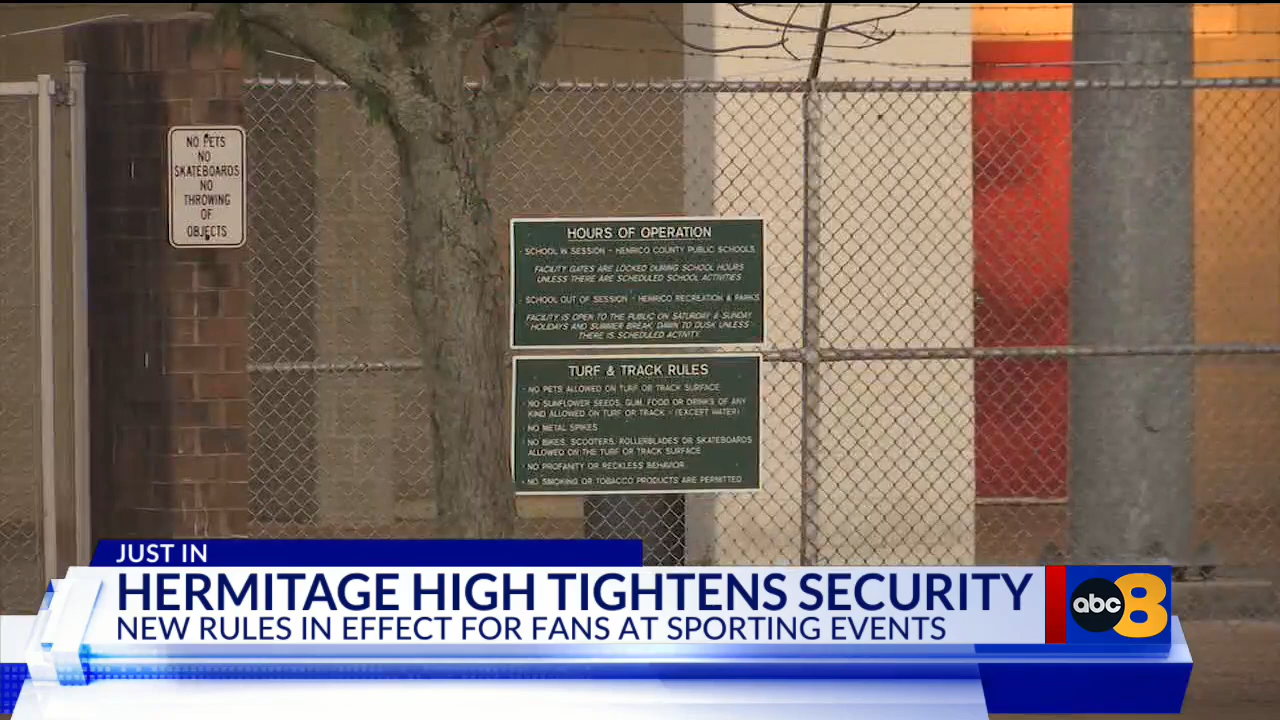 NO PETS
NO
SKATEBOARDS
NO
THROWING
OF
OBJECTS
HOURS OF OPERATION
· SCHOOL IN SESSION - HENRICO COUNTY PUBLIC SCHOOLS
FACILITY GATES ARE LOCKED DURING SCHOOL HOURS
UNLESS THERE ARE SCHEDULED SCHOOL ACTIVITIES
· SCHOOL OUT OF SESSION - HENRICO RECREATION & PARKS
FACILITY IS OPEN TO THE PUBLIC ON SATURDAY & SUNDAY
HOLIDAYS AND SUMMER BREAK, DAWN TO DUSK UNLESS
THERE IS SCHEDULED ACTIVITY.
TURF & TRACK RULES
· NO PETS ALLOWED ON TURF OR TRACK SURFACE
· NO SUNFLOWER SEEDS, GUM, FOOD OR DRINKS OF ANY
KIND ALLOWED ON TURF OR TRACK - (EXCEPT WATER)
· NO METAL SPIKES
· NO BIKES, SCOOTERS, ROLLERBLADES OR SKATEBOARDS
ALLOWED ON THE TURF OR TRACK SURFACE
· NO PROFANITY OR RECKLESS BEHAVIOR
· NO SMOKING OR TOBACCO PRODUCTS ARE PERMITTED
JUST IN
HERMITAGE HIGH TIGHTENS SECURITY
NEW RULES IN EFFECT FOR FANS AT SPORTING EVENTS
abc 8